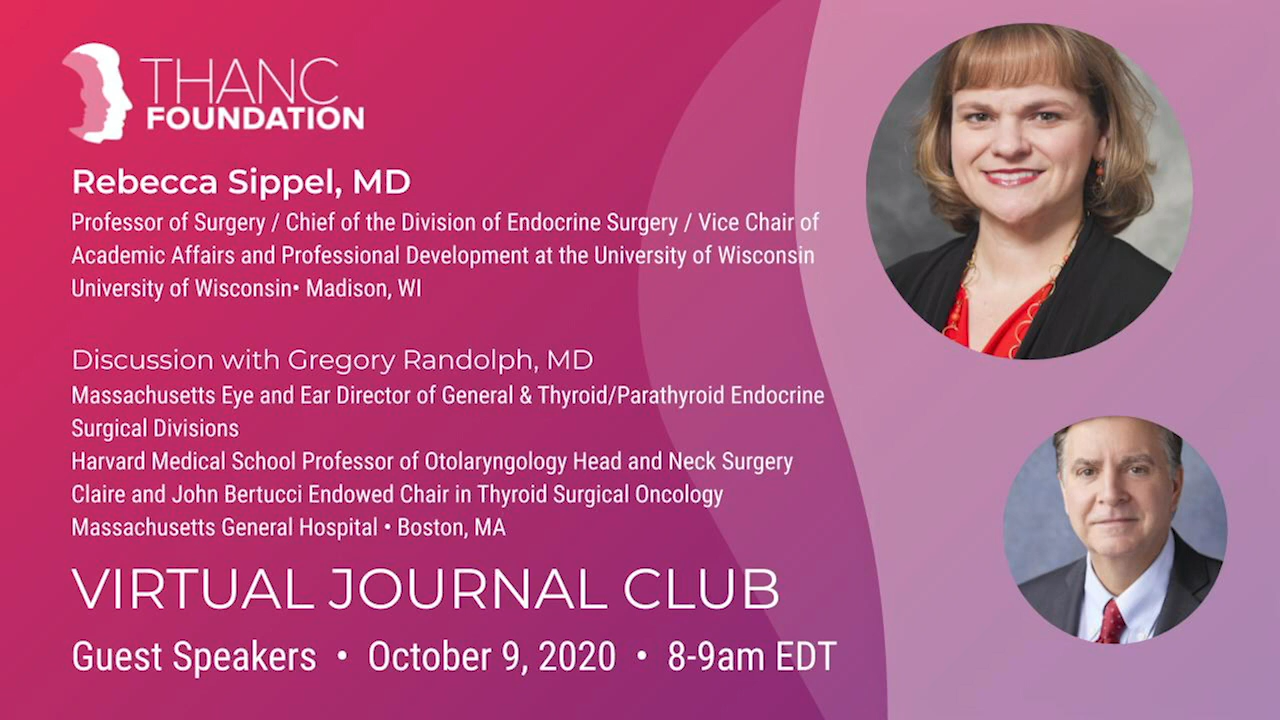 THANC
FOUNDATION
Rebecca Sippel, MD
Professor of Surgery / Chief of the Division of Endocrine Surgery / Vice Chair of
Academic Affairs and Professional Development at the University of Wisconsin
University of Wisconsin• Madison, WI
Discussion with Gregory Randolph, MD
Massachusetts Eye and Ear Director of General & Thyroid/Parathyroid Endocrine
Surgical Divisions
Harvard Medical School Professor of Otolaryngology Head and Neck Surgery
Claire and John Bertucci Endowed Chair in Thyroid Surgical Oncology
Massachusetts General Hospital • Boston, MA
VIRTUAL JOURNAL CLUB
Guest Speakers • October 9, 2020 • 8-9am EDT